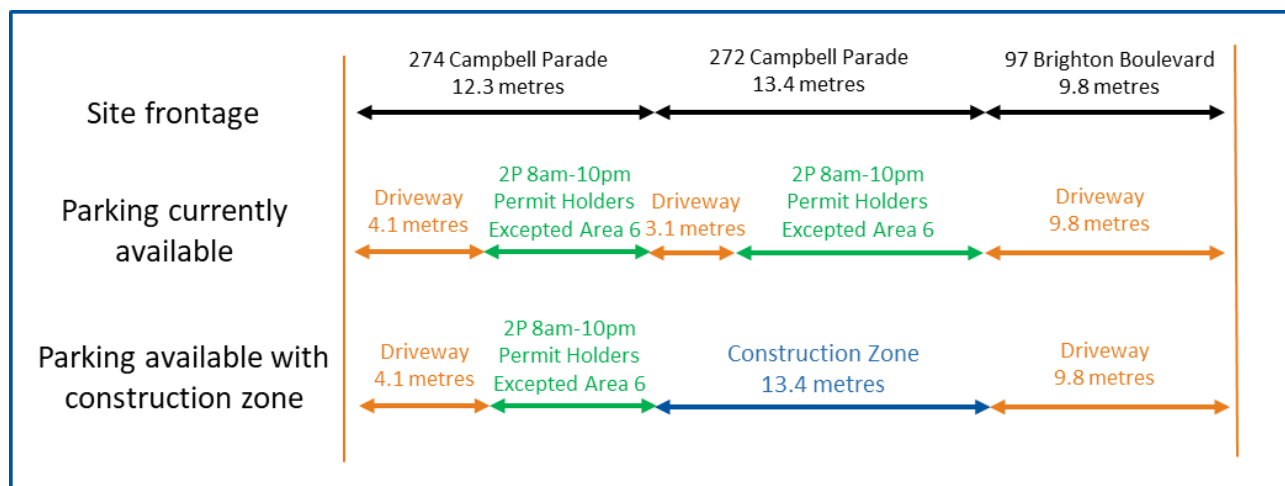 274 Campbell Parade
12.3 metres
272 Campbell Parade
13.4 metres
97 Brighton Boulevard
9.8 metres
Site frontage
Parking currently
available
Driveway
4.1 metres
2P 8am-10pm
Permit Holders
Excepted Area 6
Driveway
3.1 metres
2P 8am-10pm
Permit Holders
Excepted Area 6
Driveway
9.8 metres
Parking available with
construction zone
Driveway
4.1 metres
2P 8am-10pm
Permit Holders
Excepted Area 6
Construction Zone
13.4 metres
Driveway
9.8 metres